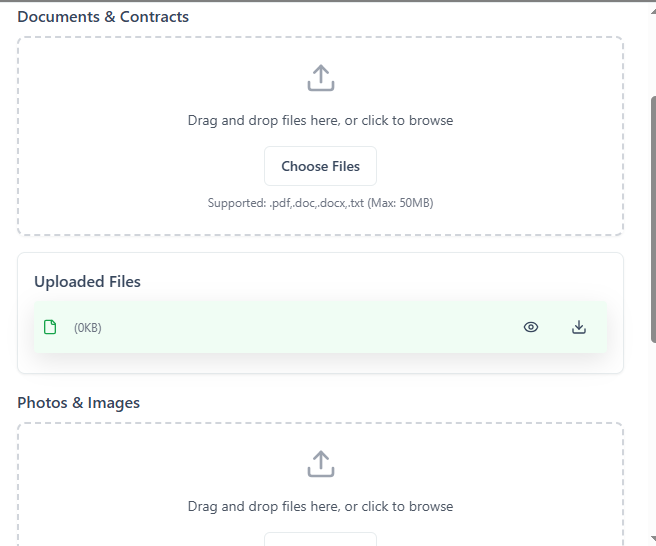 Documents & Contracts
Drag and drop files here, or click to browse
Choose Files
Supported: .pdf,.doc,.docx,.txt (Max: 50MB)
Uploaded Files
(0KB)
Photos & Images
Drag and drop files here, or click to browse